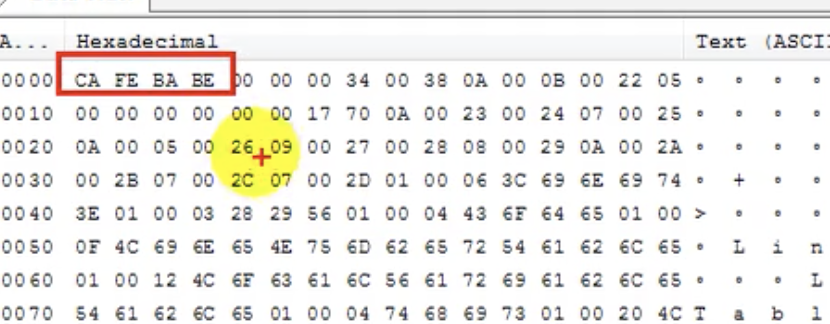 A... Hexadecimal Text (ASCII
0000 CA FE BA BE 00 00 00 34 00 38 0A 00 0B 00 22 05
0010 00 00 00 00 00 00 17 70 0A 00 23 00 24 07 00 25
0020 0A 00 05 00 26 09 00 27 00 28 08 00 29 0A 00 2A
0030 00 2B 07 00 2C 07 00 2D 01 00 06 3C 69 6E 69 74 + 
0040 3E 01 00 03 28 29 56 01 00 04 43 6F 64 65 01 00 >
0050 0F 4C 69 6E 65 4E 75 6D 62 65 72 54 61 62 6C 65 L i n
0060 01 00 12 4C 6F 63 61 6C 56 61 72 69 61 62 6C 65 L
0070 54 61 62 6C 65 01 00 04 74 68 69 73 01 00 20 4C T a b l